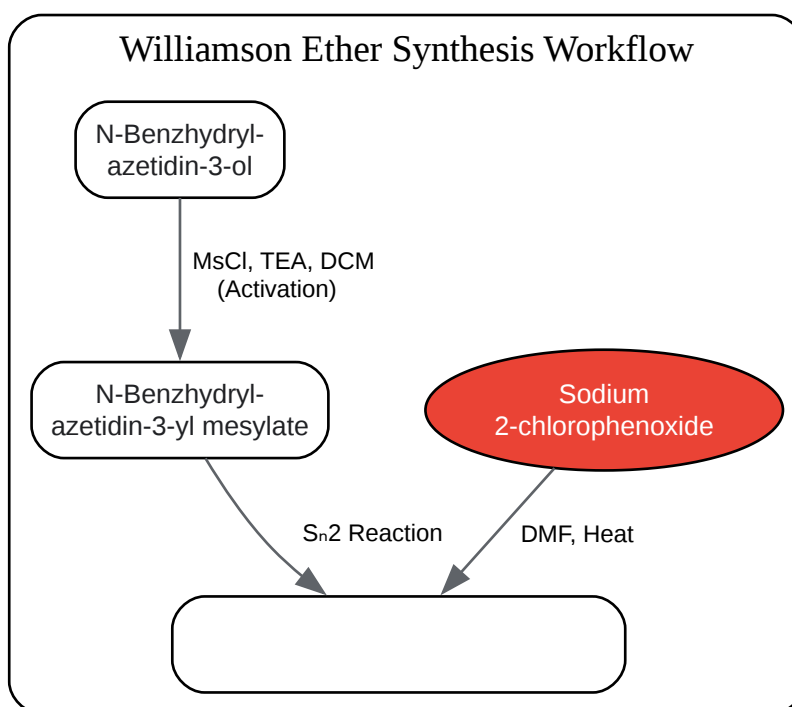 Williamson Ether Synthesis Workflow
N-Benzhydryl-
azetidin-3-ol
MsCl, TEA, DCM
(Activation)
N-Benzhydryl-
azetidin-3-yl mesylate
Sodium
2-chlorophenoxide
Sₙ2 Reaction
DMF, Heat